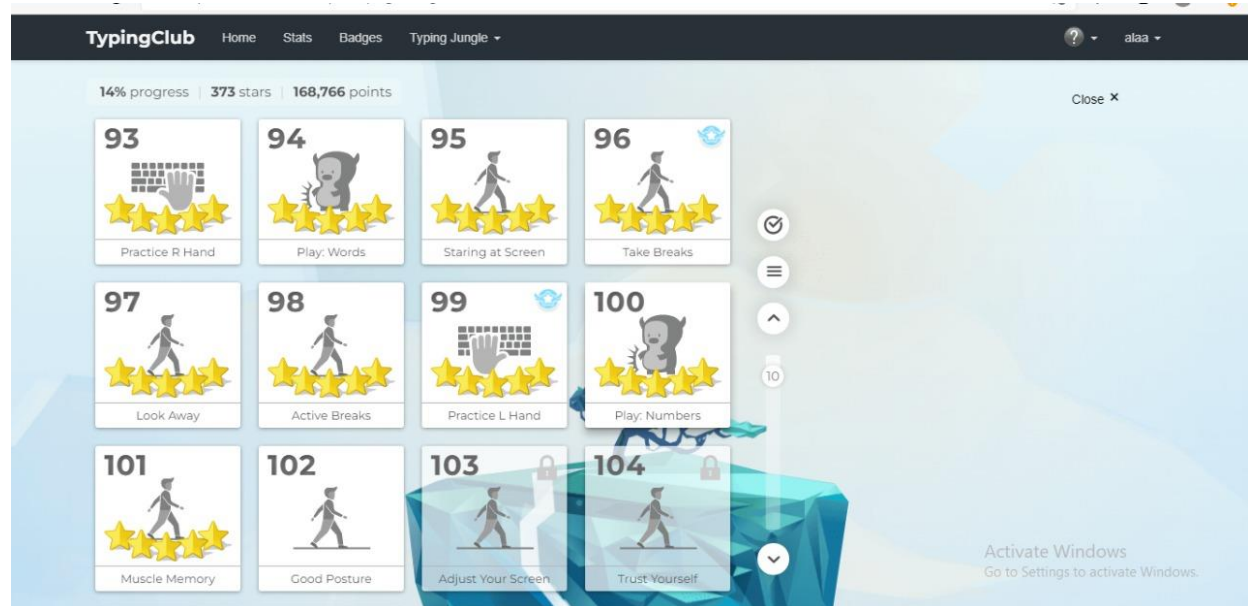 TypingClub Home Stats Badges Typing Jungle ? alaa
14% progress | 373 stars | 168,766 points
Close ×
93 94 95 96
Practice R Hand Play: Words Staring at Screen Take Breaks
97 98 99 100
Look Away Active Breaks Practice L Hand Play: Numbers
10
101 102 103 104
Muscle Memory Good Posture Adjust Your Screen Trust Yourself
Activate Windows
Go to Settings to activate Windows.